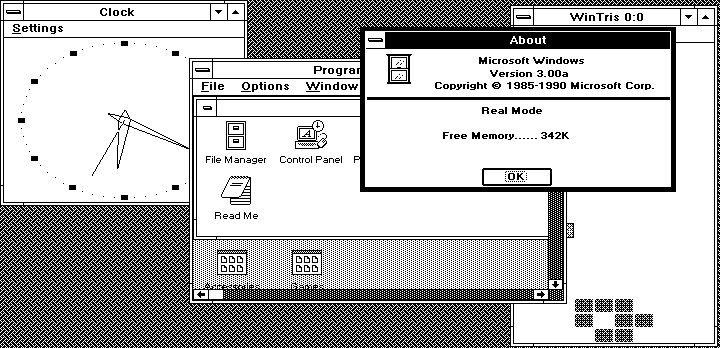 Clock
Settings
WinTris 0:0
About
Microsoft Windows
Version 3.00a
Copyright © 1985-1990 Microsoft Corp.
Real Mode
Free Memory...... 342K
OK
Program
File Options Window
File Manager Control Panel P
Read Me
Accessories Games